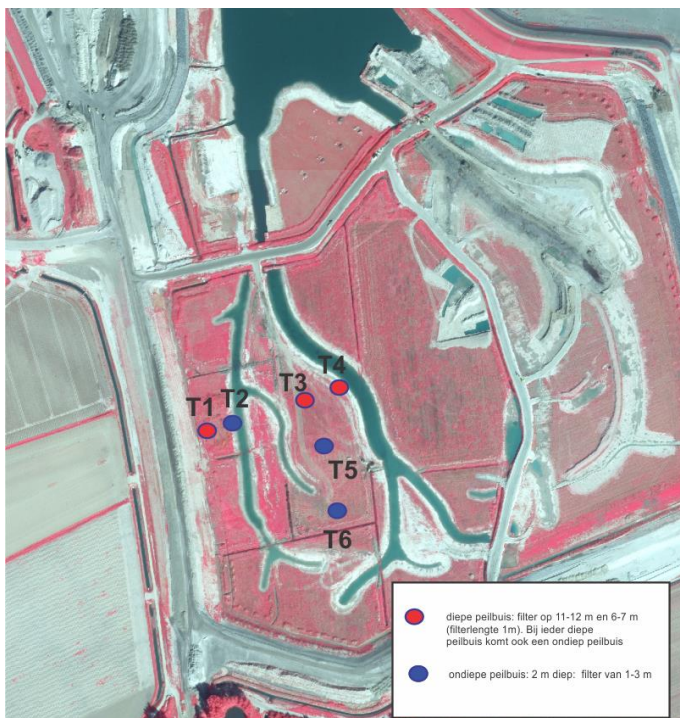 T4
T3
T1
T2
T5
T6
diepe peilbuis: filter op 11-12 m en 6-7 m
(filterlengte 1m). Bij ieder diepe
peilbuis komt ook een ondiep peilbuis
ondiepe peilbuis: 2 m diep: filter van 1-3 m